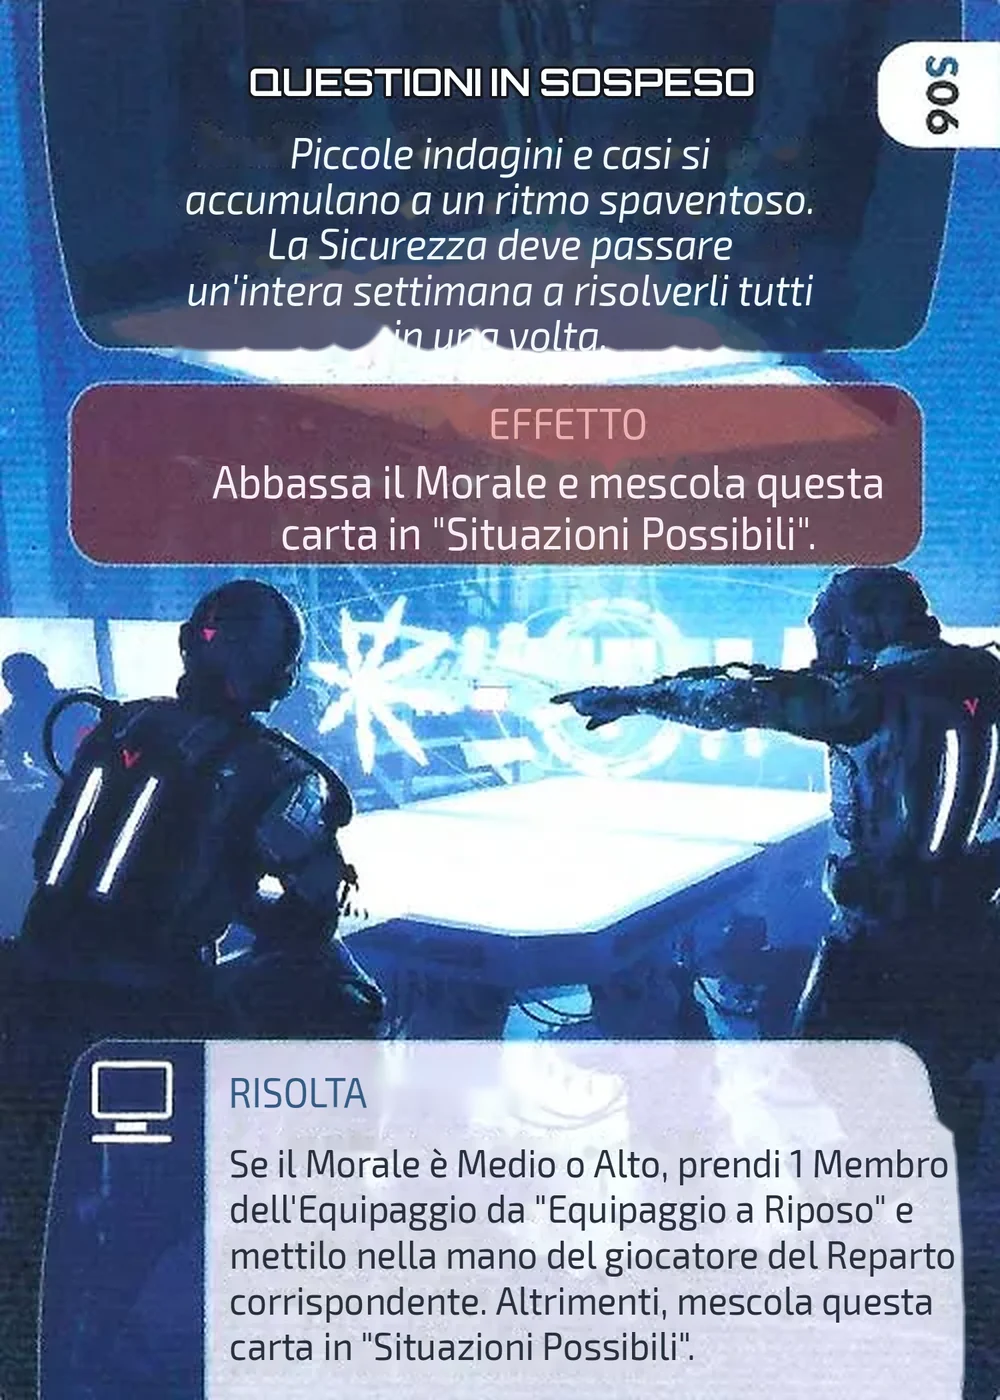 QUESTIONI IN SOSPESO
90S
Piccole indagini e casi si
accumulano a un ritmo spaventoso.
La Sicurezza deve passare
un'intera settimana a risolverli tutti
in una volta.
EFFETTO
Abbassa il Morale e mescola questa
carta in "Situazioni Possibili".
RISOLTA
Se il Morale è Medio o Alto, prendi 1 Membro
dell'Equipaggio da "Equipaggio a Riposo" e
mettilo nella mano del giocatore del Reparto
corrispondente. Altrimenti, mescola questa
carta in "Situazioni Possibili".